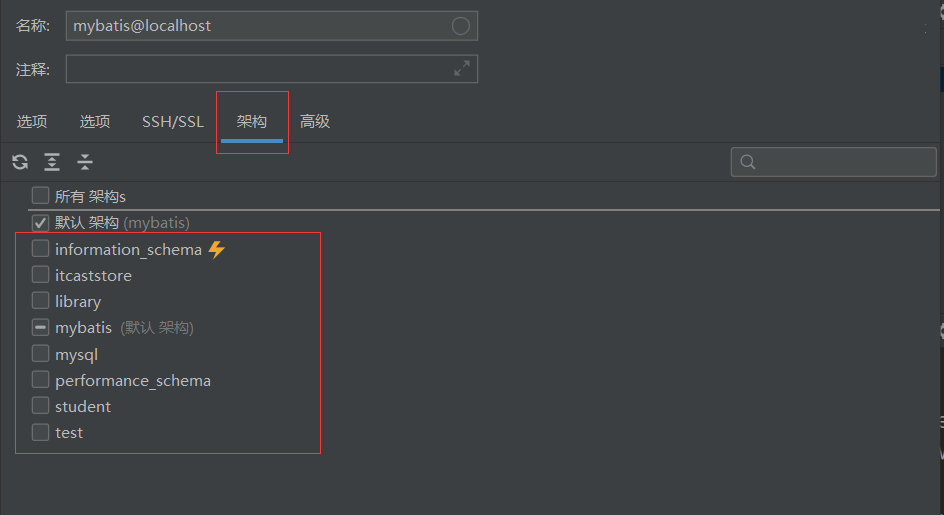 名称: mybatis@localhost
注释:
选项 选项 SSH/SSL 架构 高级
所有 架构s
默认 架构 (mybatis)
information_schema
itcaststore
library
mybatis (默认 架构)
mysql
performance_schema
student
test